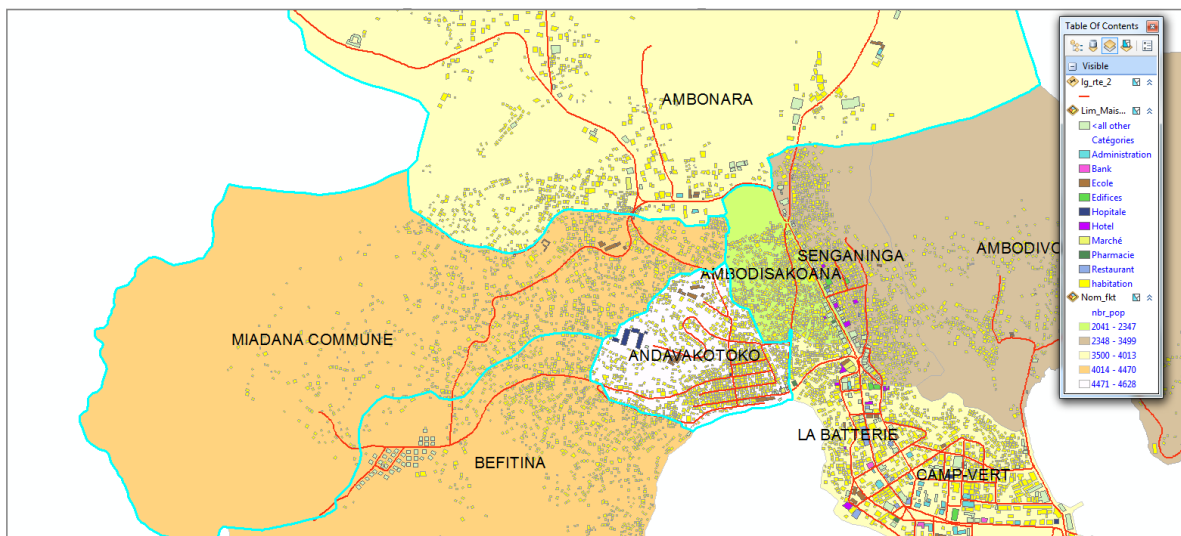 AMBONARA
SENGANINGA
AMBODIVO
AMBODISAKOANA
MIADANA COMMUNE
ANDAVAKOTOKO
LA BATTERIE
BEFITINA
CAMP-VERT
Table Of Contents
Visible
lg_rte_2
Lim_Mais...
<all other
Catégories
Administration
Bank
Ecole
Edifices
Hopitale
Hotel
Marché
Pharmacie
Restaurant
habitation
Nom_fkt
nbr_pop
2041 - 2347
2348 - 3499
3500 - 4013
4014 - 4470
4471 - 4628